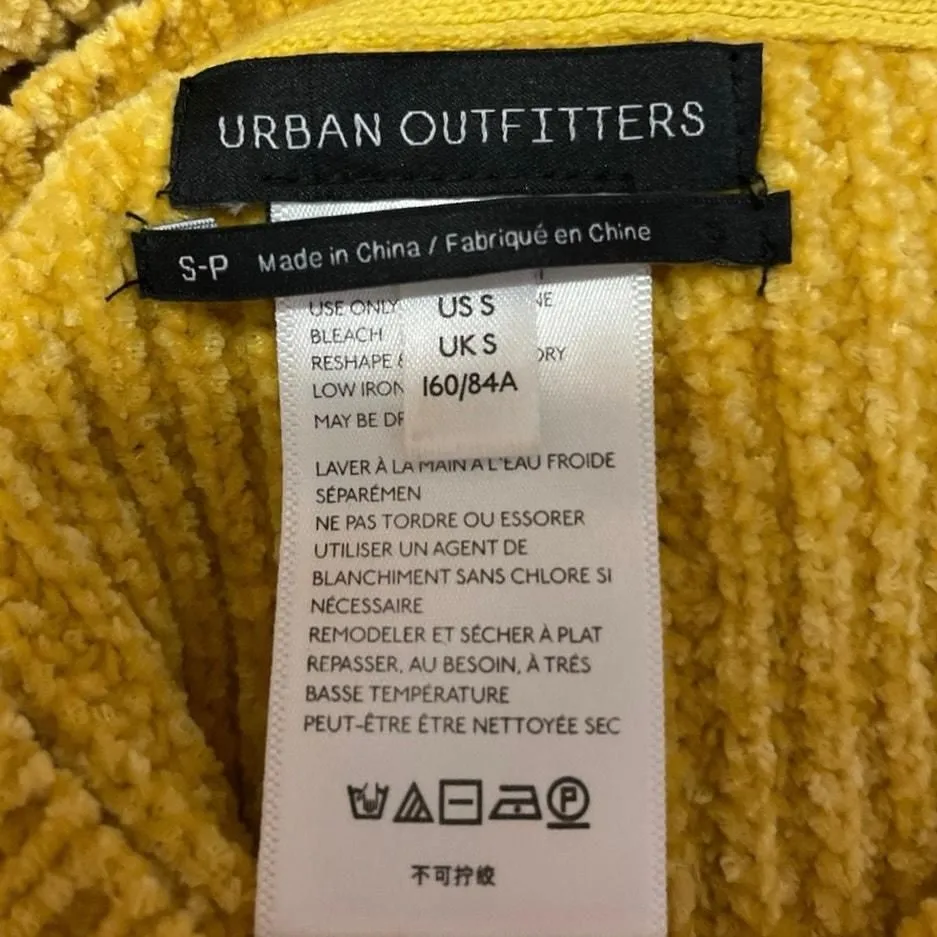 URBAN OUTFITTERS
S-P Made in China / Fabriqué en Chine
US S
UK S
160/84A
USE ONLY
BLEACH
RESHAPE
LOW IRON
MAY BE
LAVER À LA MAIN A L'EAU FROIDE
SÉPARÉMEN
NE PAS TORDRE OU ESSORER
UTILISER UN AGENT DE
BLANCHIMENT SANS CHLORE SI
NÉCESSAIRE
REMODELER ET SÉCHER À PLAT
REPASSER, AU BESOIN, À TRÉS
BASSE TEMPÉRATURE
PEUT-ÊTRE ÊTRE NETTOYÉE SEC
P
不可拧绞